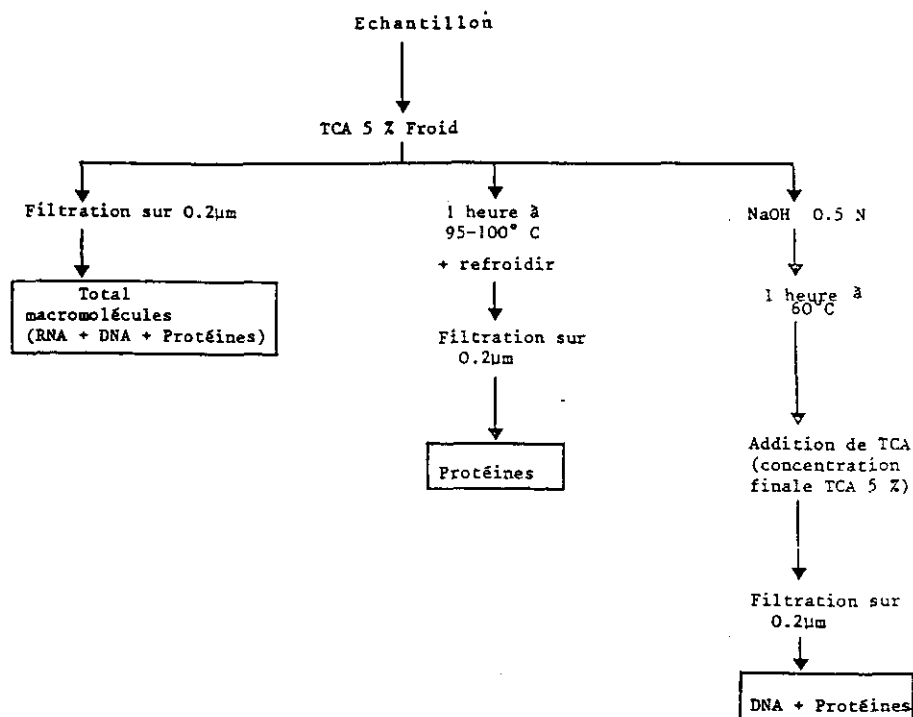 Echantillon
TCA 5 % Froid
Filtration sur 0.2µm
Total
macromolécules
(RNA + DNA + Protéines)
1 heure à
95-100° C
+ refroidir
Filtration sur
0.2µm
Protéines
NaOH 0.5 N
1 heure à
60°C
Addition de TCA
(concentration
finale TCA 5 %)
Filtration sur
0.2µm
DNA + Protéines